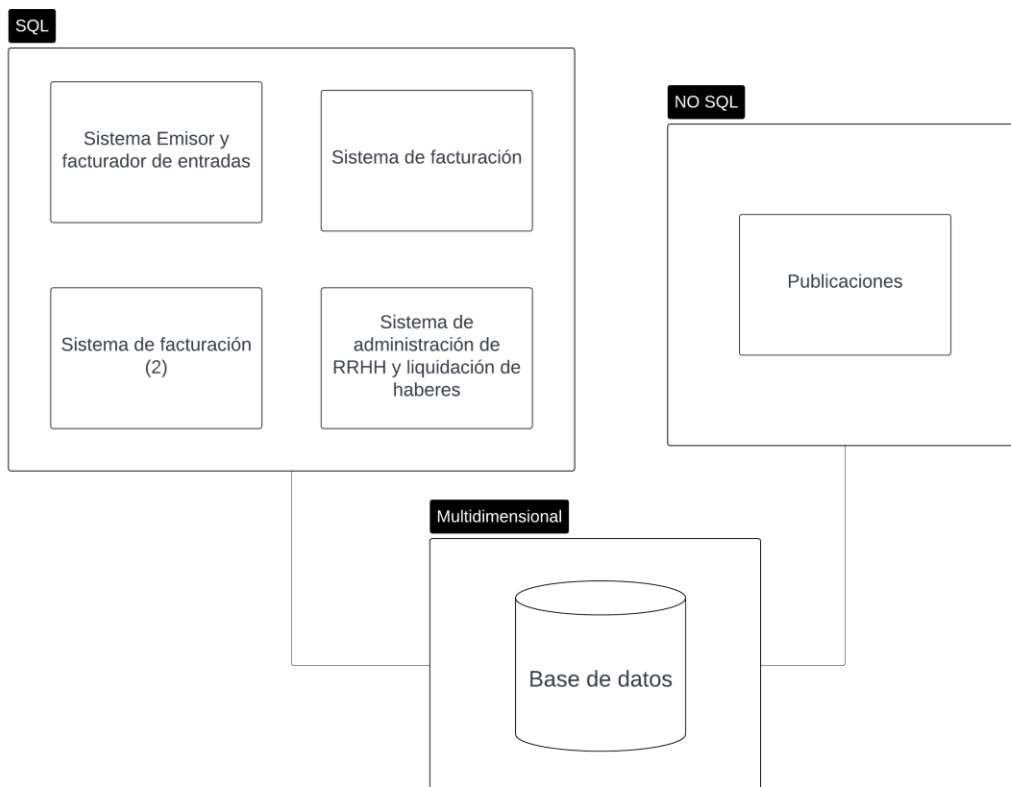 SQL
Sistema Emisor y
facturador de entradas
Sistema de facturación
Sistema de facturación
(2)
Sistema de
administración de
RRHH y liquidación de
haberes
NO SQL
Publicaciones
Multidimensional
Base de datos